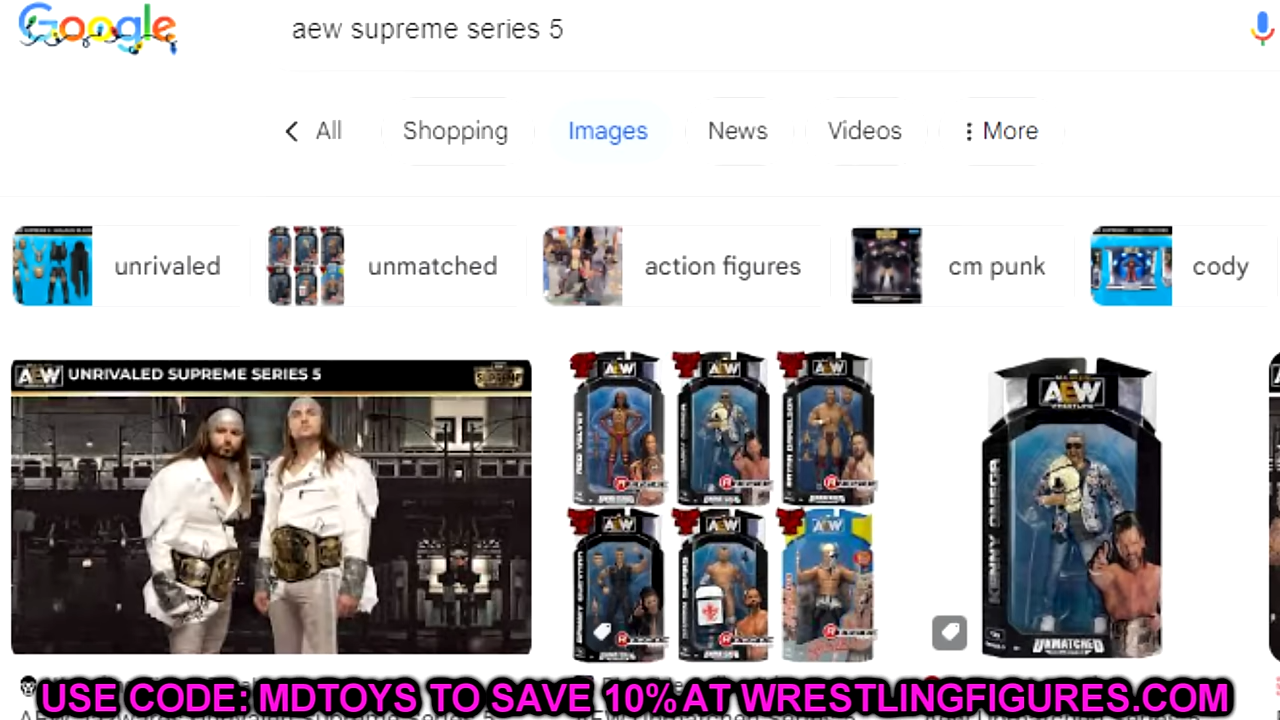 Google
aew supreme series 5
All Shopping Images News Videos More
unrivaled unmatched action figures cm punk cody
AEW UNRIVALED SUPREME SERIES 5
AEW
AEW
AEW
RED VELVET
AEW
AEW
AEW
AEW
KENNY OMEGA
UNMATCHED
USE CODE: MDTOYS TO SAVE 10% AT WRESTLINGFIGURES.COM